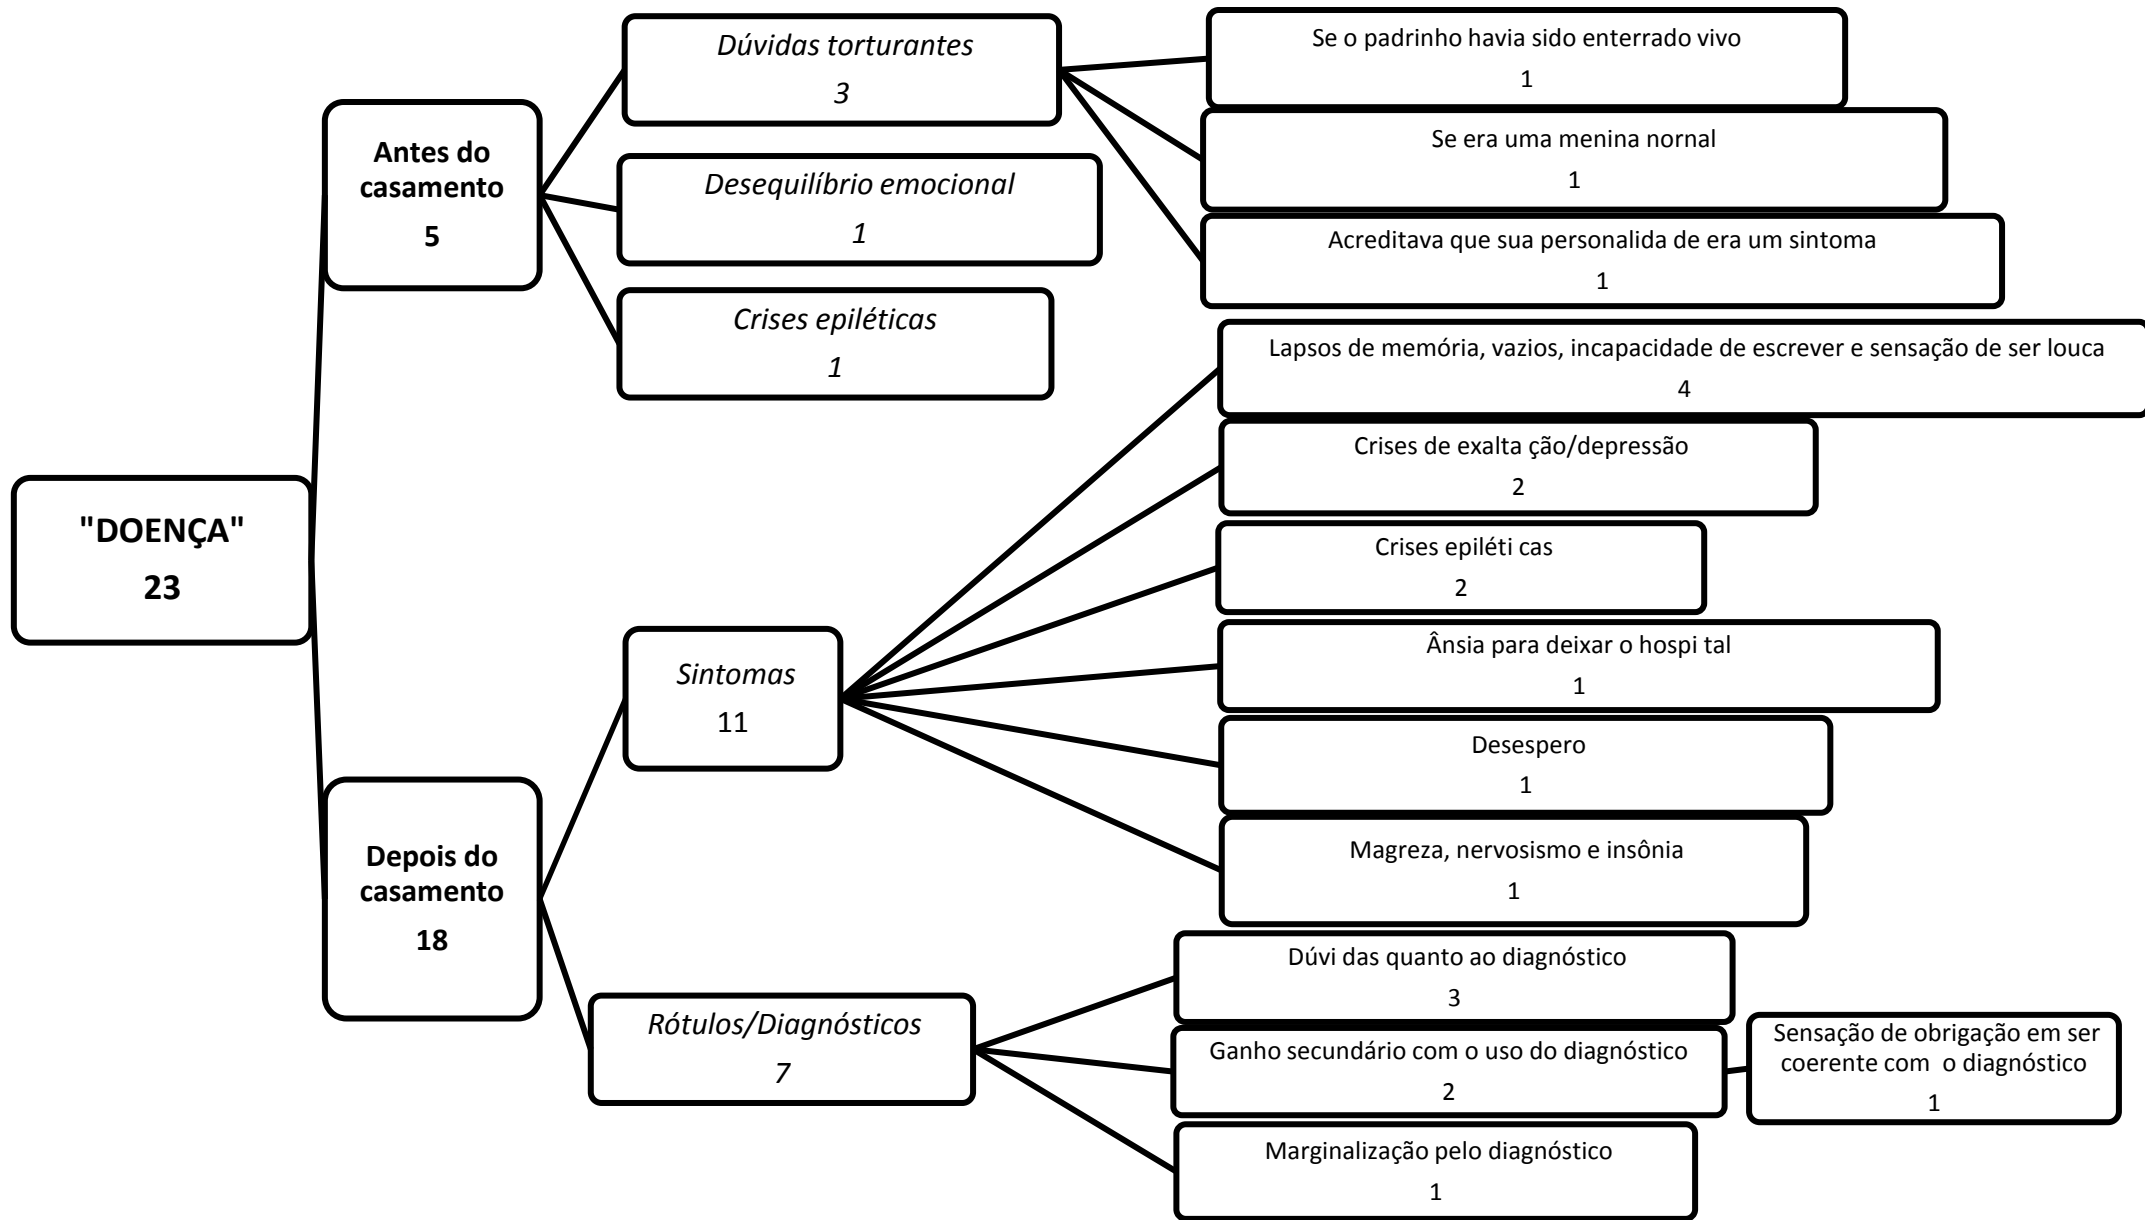 "DOENÇA"
23
Antes do
casamento
5
Dúvidas torturantes
3
Se o padrinho havia sido enterrado vivo
1
Se era uma menina nornal
1
Acreditava que sua personalida de era um sintoma
1
Desequilíbrio emocional
1
Crises epiléticas
1
Depois do
casamento
18
Sintomas
11
Lapsos de memória, vazios, incapacidade de escrever e sensação de ser louca
4
Crises de exalta ção/depressão
2
Crises epiléti cas
2
Ânsia para deixar o hospi tal
1
Desespero
1
Magreza, nervosismo e insônia
1
Rótulos/Diagnósticos
7
Dúvi das quanto ao diagnóstico
3
Ganho secundário com o uso do diagnóstico
2
Sensação de obrigação em ser
coerente com  o diagnóstico
1
Marginalização pelo diagnóstico
1